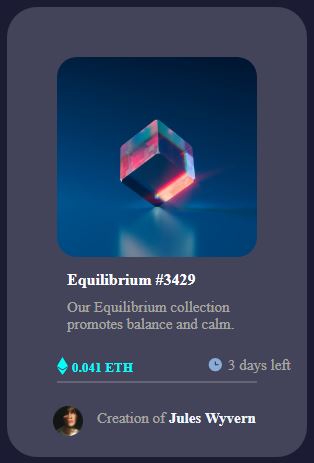 Equilibrium #3429
Our Equilibrium collection
promotes balance and calm.
0.041 ETH
3 days left
Creation of Jules Wyvern